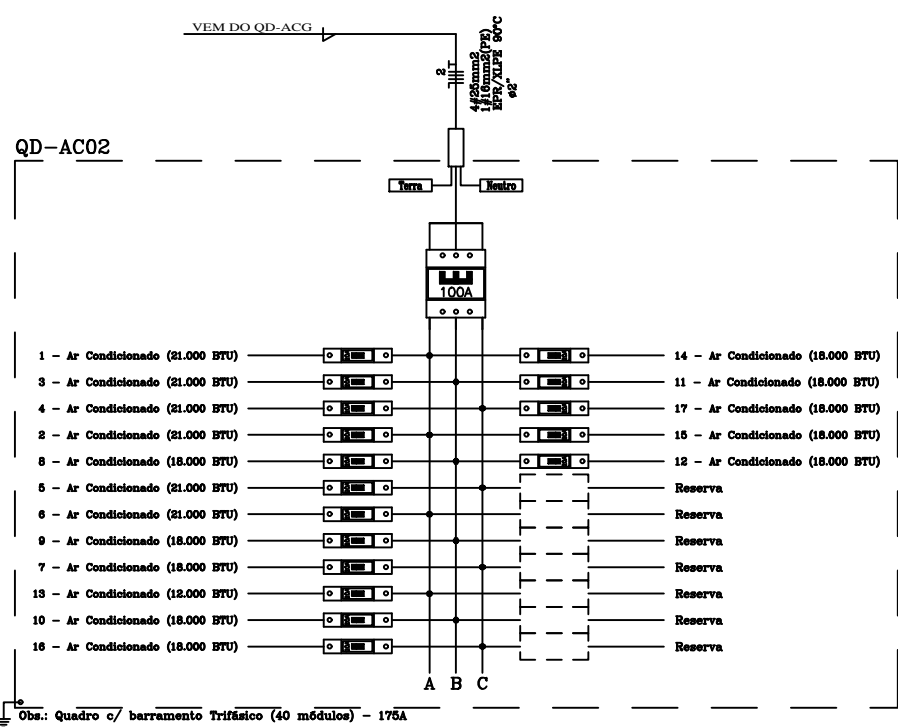 VEM DO QD-ACG
2
4#25mm2
1#16mm2(PE)
EPR/XLPE 90°C
ø2"
QD-AC02
Terra
Neutro
100A
1 - Ar Condicionado (21.000 BTU)
14 - Ar Condicionado (18.000 BTU)
3 - Ar Condicionado (21.000 BTU)
11 - Ar Condicionado (18.000 BTU)
4 - Ar Condicionado (21.000 BTU)
17 - Ar Condicionado (18.000 BTU)
2 - Ar Condicionado (21.000 BTU)
15 - Ar Condicionado (18.000 BTU)
8 - Ar Condicionado (18.000 BTU)
12 - Ar Condicionado (18.000 BTU)
5 - Ar Condicionado (21.000 BTU)
Reserva
6 - Ar Condicionado (21.000 BTU)
Reserva
9 - Ar Condicionado (18.000 BTU)
Reserva
7 - Ar Condicionado (18.000 BTU)
Reserva
13 - Ar Condicionado (12.000 BTU)
Reserva
10 - Ar Condicionado (18.000 BTU)
Reserva
16 - Ar Condicionado (18.000 BTU)
Reserva
A B C
Obs.: Quadro c/ barramento Trifásico (40 módulos) - 175A